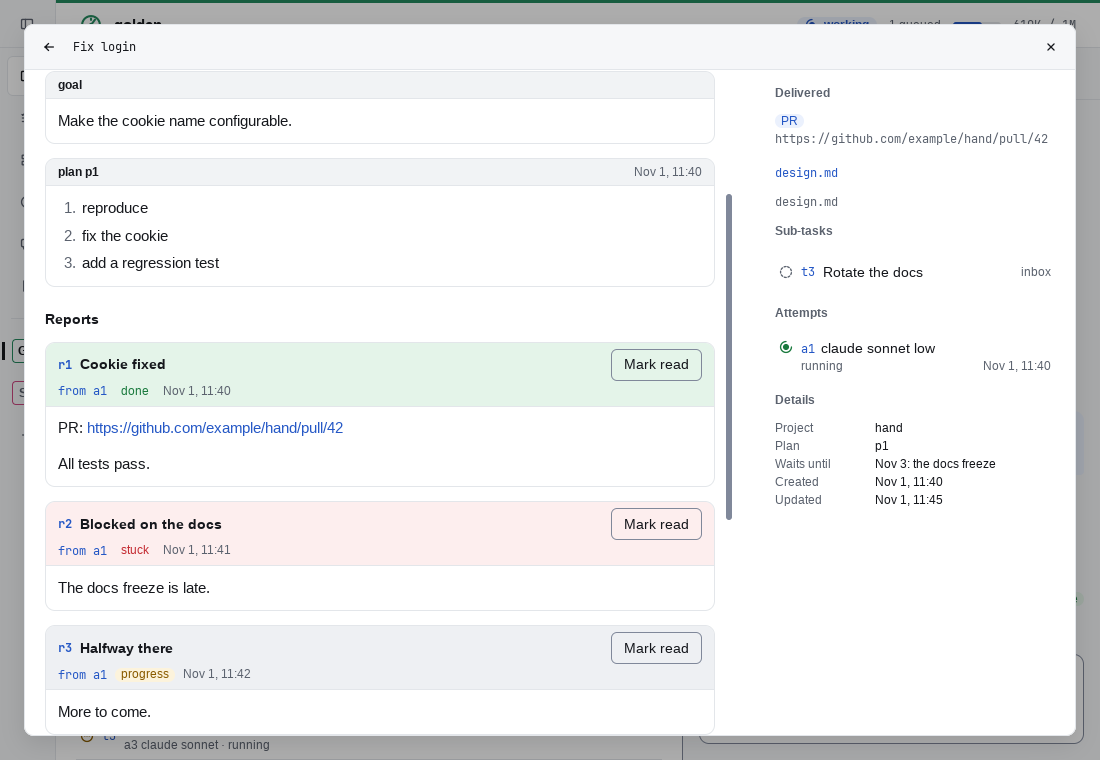 golden
working
1 queued
Fix login
goal
Make the cookie name configurable.
plan p1
Nov 1, 11:40
1. reproduce
2. fix the cookie
3. add a regression test
Reports
r1 Cookie fixed
Mark read
from a1 done Nov 1, 11:40
PR: https://github.com/example/hand/pull/42
All tests pass.
r2 Blocked on the docs
Mark read
from a1 stuck Nov 1, 11:41
The docs freeze is late.
r3 Halfway there
Mark read
from a1 progress Nov 1, 11:42
More to come.
Delivered
PR
https://github.com/example/hand/pull/42
design.md
design.md
Sub-tasks
t3 Rotate the docs inbox
Attempts
a1 claude sonnet low
running Nov 1, 11:40
Details
Project hand
Plan p1
Waits until Nov 3: the docs freeze
Created Nov 1, 11:40
Updated Nov 1, 11:45
a3 claude sonnet · running